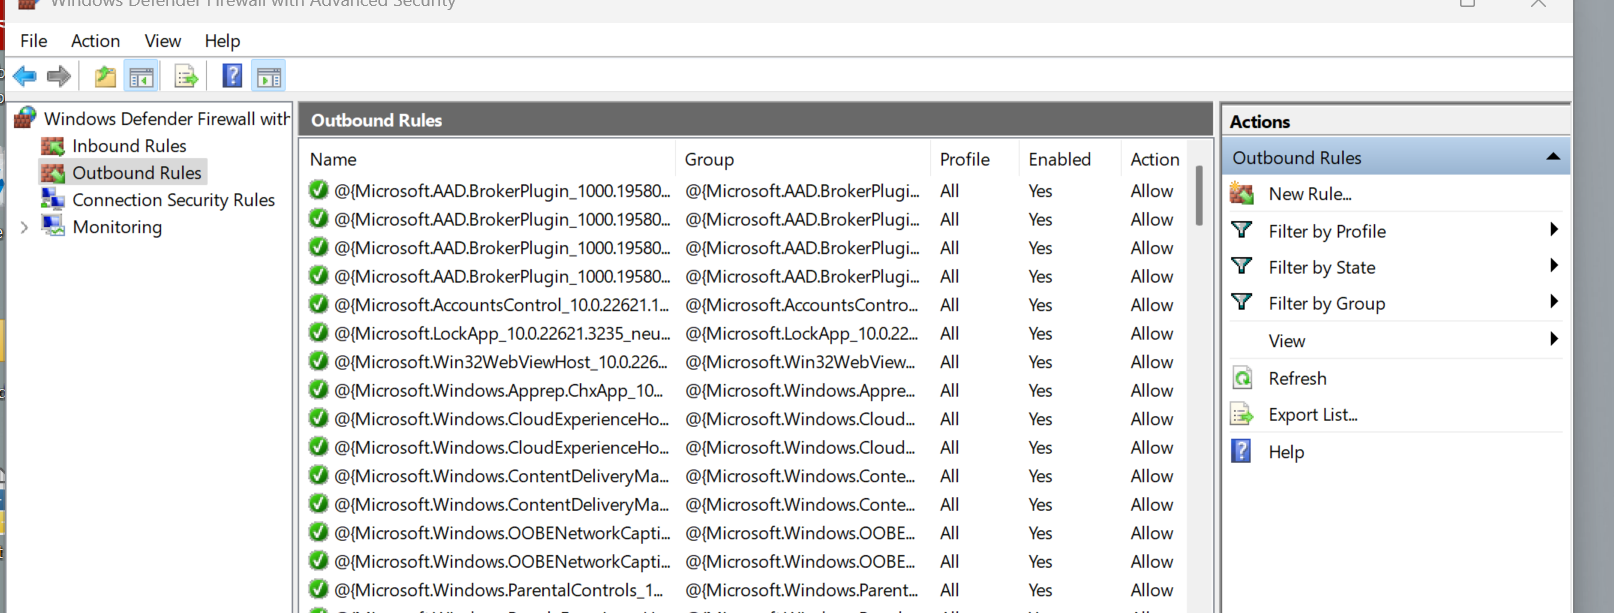 Windows Defender Firewall with Advanced Security
File Action View Help
Windows Defender Firewall with
Inbound Rules
Outbound Rules
Connection Security Rules
Monitoring
Outbound Rules
Name Group Profile Enabled Action
@{Microsoft.AAD.BrokerPlugin_1000.19580... @{Microsoft.AAD.BrokerPlugi... All Yes Allow
@{Microsoft.AAD.BrokerPlugin_1000.19580... @{Microsoft.AAD.BrokerPlugi... All Yes Allow
@{Microsoft.AAD.BrokerPlugin_1000.19580... @{Microsoft.AAD.BrokerPlugi... All Yes Allow
@{Microsoft.AAD.BrokerPlugin_1000.19580... @{Microsoft.AAD.BrokerPlugi... All Yes Allow
@{Microsoft.AccountsControl_10.0.22621.1... @{Microsoft.AccountsContro... All Yes Allow
@{Microsoft.LockApp_10.0.22621.3235_neu... @{Microsoft.LockApp_10.0.22... All Yes Allow
@{Microsoft.Win32WebViewHost_10.0.226... @{Microsoft.Win32WebView... All Yes Allow
@{Microsoft.Windows.Apprep.ChxApp_10... @{Microsoft.Windows.Appre... All Yes Allow
@{Microsoft.Windows.CloudExperienceHo... @{Microsoft.Windows.Cloud... All Yes Allow
@{Microsoft.Windows.CloudExperienceHo... @{Microsoft.Windows.Cloud... All Yes Allow
@{Microsoft.Windows.ContentDeliveryMa... @{Microsoft.Windows.Conte... All Yes Allow
@{Microsoft.Windows.ContentDeliveryMa... @{Microsoft.Windows.Conte... All Yes Allow
@{Microsoft.Windows.OOBENetworkCapti... @{Microsoft.Windows.OOBE... All Yes Allow
@{Microsoft.Windows.OOBENetworkCapti... @{Microsoft.Windows.OOBE... All Yes Allow
@{Microsoft.Windows.ParentalControls_1... @{Microsoft.Windows.Parent... All Yes Allow
Actions
Outbound Rules
New Rule...
Filter by Profile
Filter by State
Filter by Group
View
Refresh
Export List...
Help